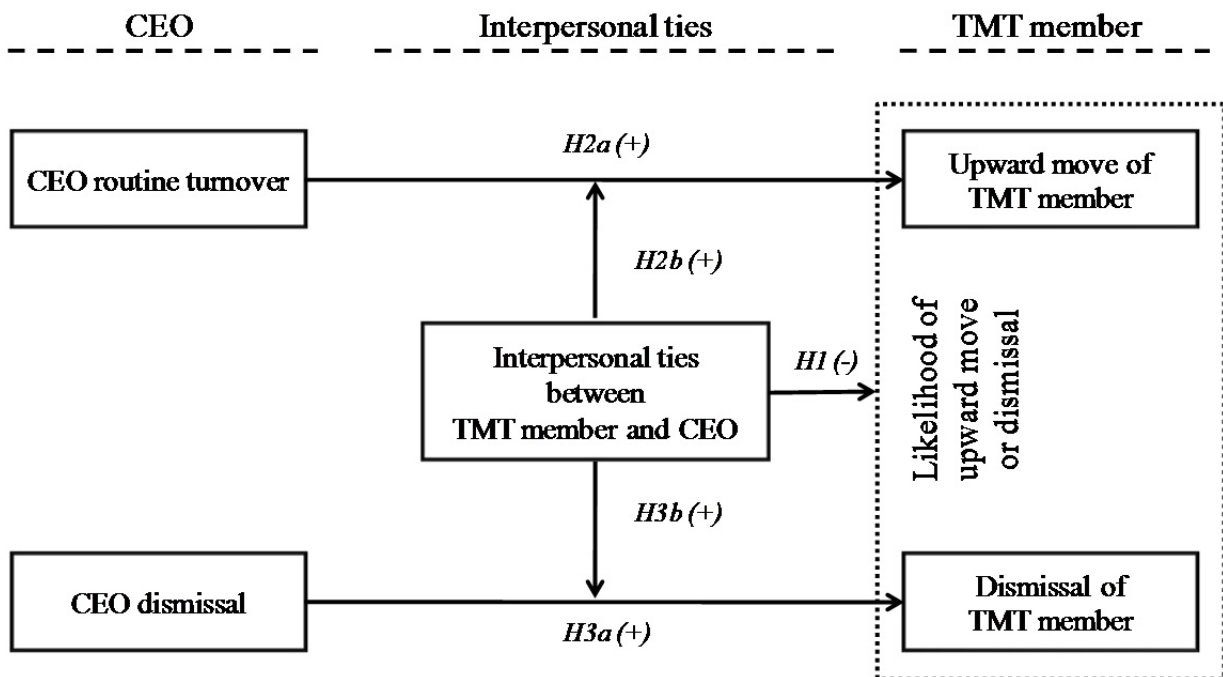 CEO
Interpersonal ties
TMT member
CEO routine turnover
H2a (+)
Upward move of
TMT member
H2b (+)
Interpersonal ties
between
TMT member and CEO
H1 (-)
Likelihood of
upward move
or dismissal
H3b (+)
CEO dismissal
H3a (+)
Dismissal of
TMT member